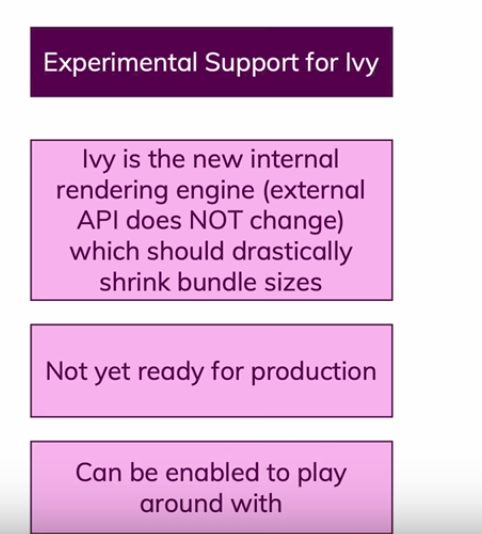 Experimental Support for Ivy
Ivy is the new internal
rendering engine (external
API does NOT change)
which should drastically
shrink bundle sizes
Not yet ready for production
Can be enabled to play
around with